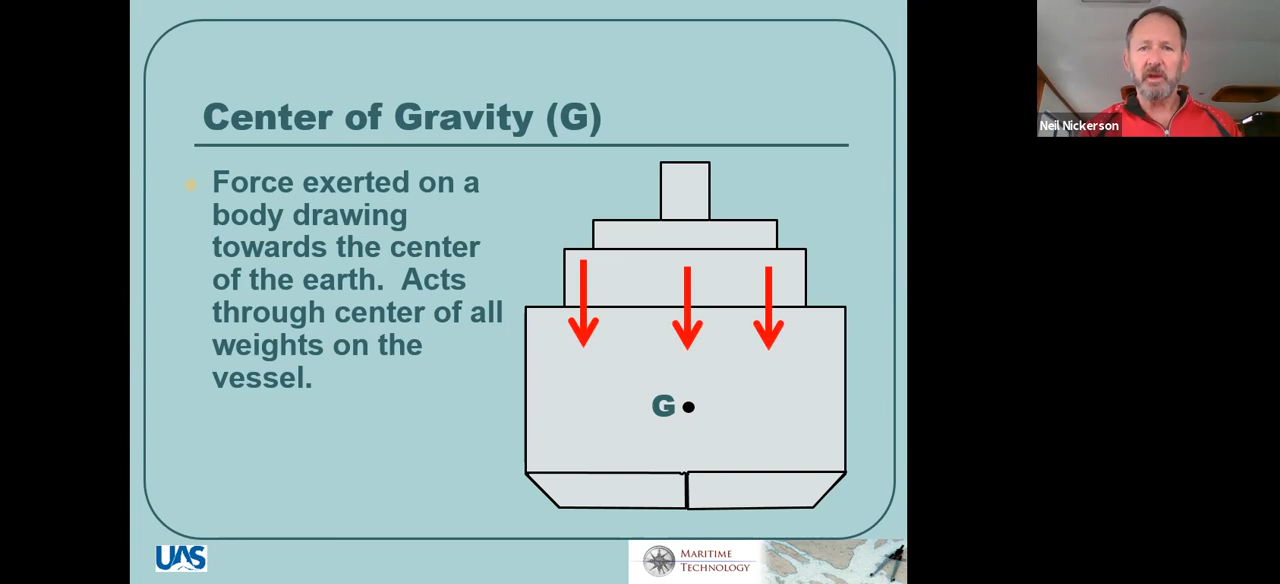 Center of Gravity (G)
Force exerted on a
body drawing
towards the center
of the earth.  Acts
through center of all
weights on the
vessel.
G
UAS
MARITIME
TECHNOLOGY
Neil Nickerson